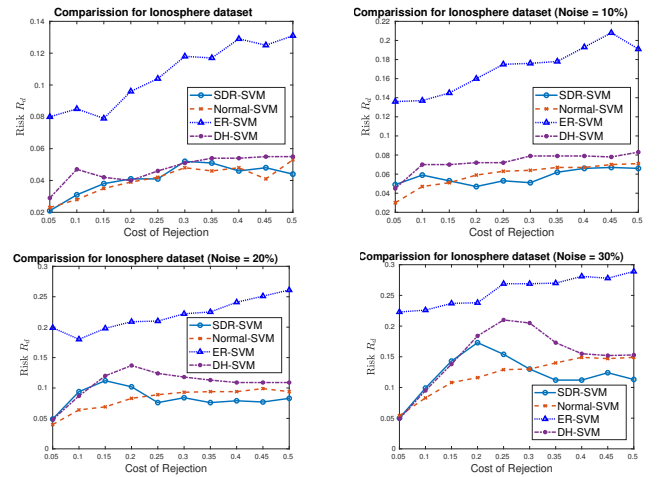 Comparission for Ionosphere dataset
0.14
0.12
0.1
0.08
0.06
0.04
0.02
Risk R_d
SDR-SVM
Normal-SVM
ER-SVM
DH-SVM
0.05 0.1 0.15 0.2 0.25 0.3 0.35 0.4 0.45 0.5
Cost of Rejection
Comparission for Ionosphere dataset (Noise = 10%)
0.22
0.2
0.18
0.16
0.14
0.12
0.1
0.08
0.06
0.04
0.02
Risk R_d
SDR-SVM
Normal-SVM
ER-SVM
DH-SVM
0.05 0.1 0.15 0.2 0.25 0.3 0.35 0.4 0.45 0.5
Cost of Rejection
Comparission for Ionosphere dataset (Noise = 20%)
0.3
0.25
0.2
0.15
0.1
0.05
0
Risk R_d
SDR-SVM
Normal-SVM
ER-SVM
DH-SVM
0.05 0.1 0.15 0.2 0.25 0.3 0.35 0.4 0.45 0.5
Cost of Rejection
Comparission for Ionosphere dataset (Noise = 30%)
0.3
0.25
0.2
0.15
0.1
0.05
0
Risk R_d
SDR-SVM
Normal-SVM
ER-SVM
DH-SVM
0.05 0.1 0.15 0.2 0.25 0.3 0.35 0.4 0.45 0.5
Cost of Rejection